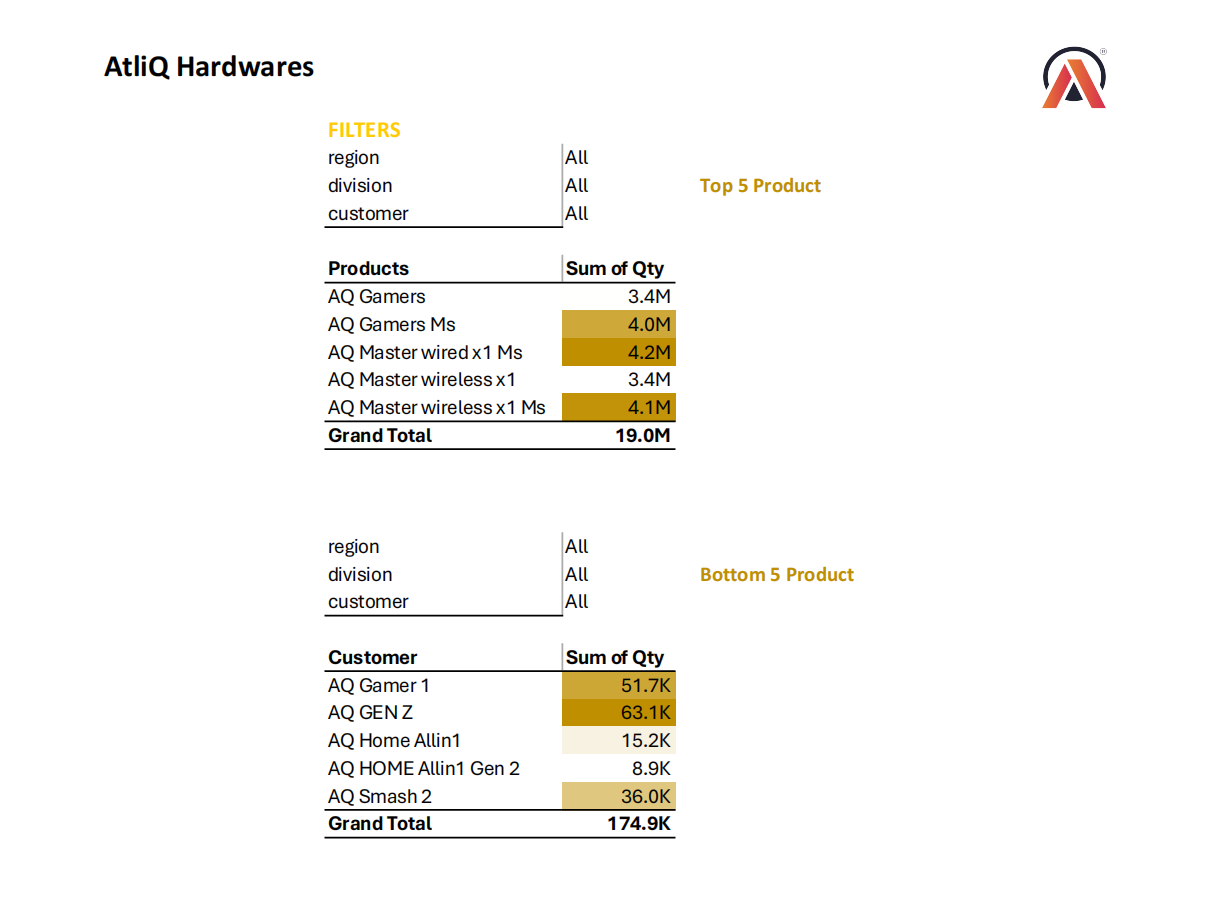 AtliQ Hardwares
®
FILTERS
region All
division All Top 5 Product
customer All
Products Sum of Qty
AQ Gamers 3.4M
AQ Gamers Ms 4.0M
AQ Master wired x1 Ms 4.2M
AQ Master wireless x1 3.4M
AQ Master wireless x1 Ms 4.1M
Grand Total 19.0M
region All
division All Bottom 5 Product
customer All
Customer Sum of Qty
AQ Gamer 1 51.7K
AQ GEN Z 63.1K
AQ Home Allin1 15.2K
AQ HOME Allin1 Gen 2 8.9K
AQ Smash 2 36.0K
Grand Total 174.9K